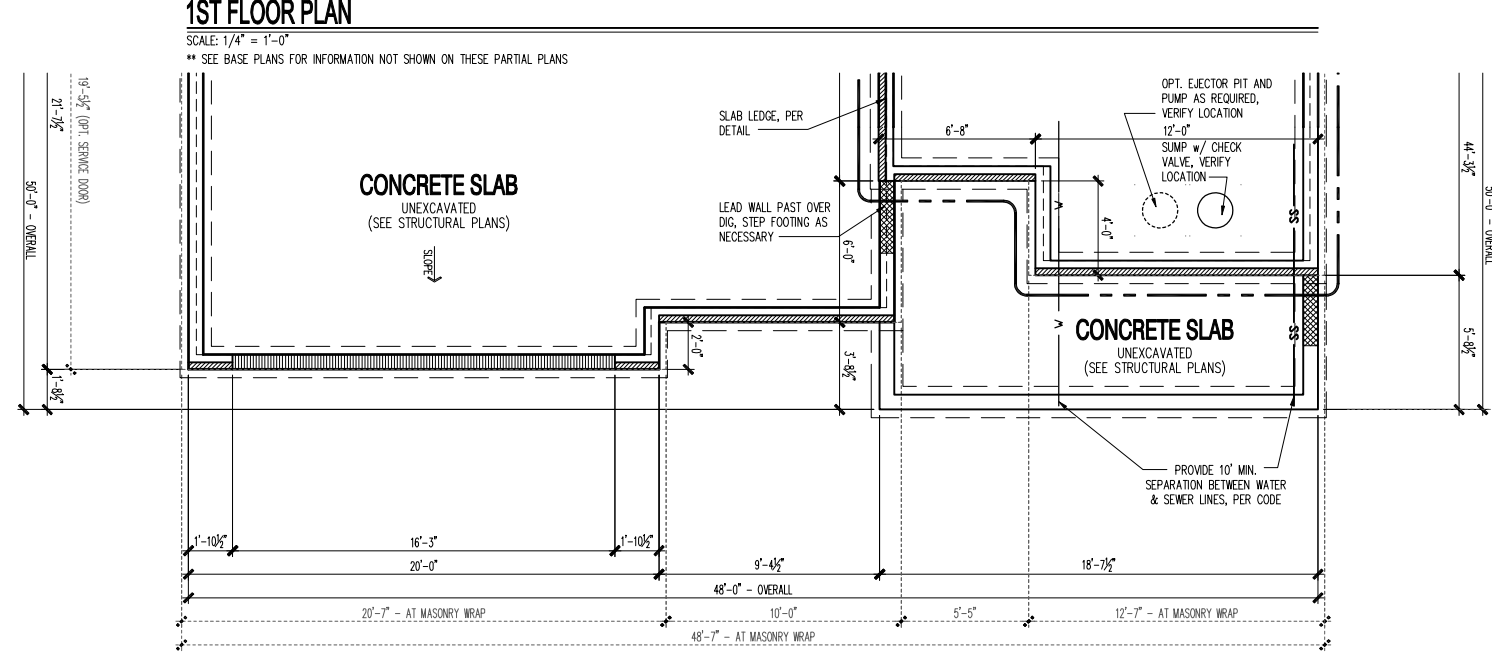 1ST FLOOR PLAN
SCALE: 1/4" = 1'-0"
** SEE BASE PLANS FOR INFORMATION NOT SHOWN ON THESE PARTIAL PLANS
50'-0" - OVERALL
21'-7½"
19'-5½" (OPT. SERVICE DOOR)
1'-8½"
CONCRETE SLAB
UNEXCAVATED
(SEE STRUCTURAL PLANS)
SLOPE
SLAB LEDGE, PER
DETAIL
LEAD WALL PAST OVER
DIG, STEP FOOTING AS
NECESSARY
6'-0"
3'-8½"
2'-0"
6'-8"
12'-0"
4'-0"
OPT. EJECTOR PIT AND
PUMP AS REQUIRED,
VERIFY LOCATION
SUMP w/ CHECK
VALVE, VERIFY
LOCATION
W
SS
W
SS
CONCRETE SLAB
UNEXCAVATED
(SEE STRUCTURAL PLANS)
44'-3½"
5'-8½"
OVERALL
PROVIDE 10' MIN.
SEPARATION BETWEEN WATER
& SEWER LINES, PER CODE
1'-10½"
16'-3"
1'-10½"
20'-0"
9'-4½"
18'-7½"
48'-0" - OVERALL
20'-7" - AT MASONRY WRAP
10'-0"
5'-5"
12'-7" - AT MASONRY WRAP
48'-7" - AT MASONRY WRAP